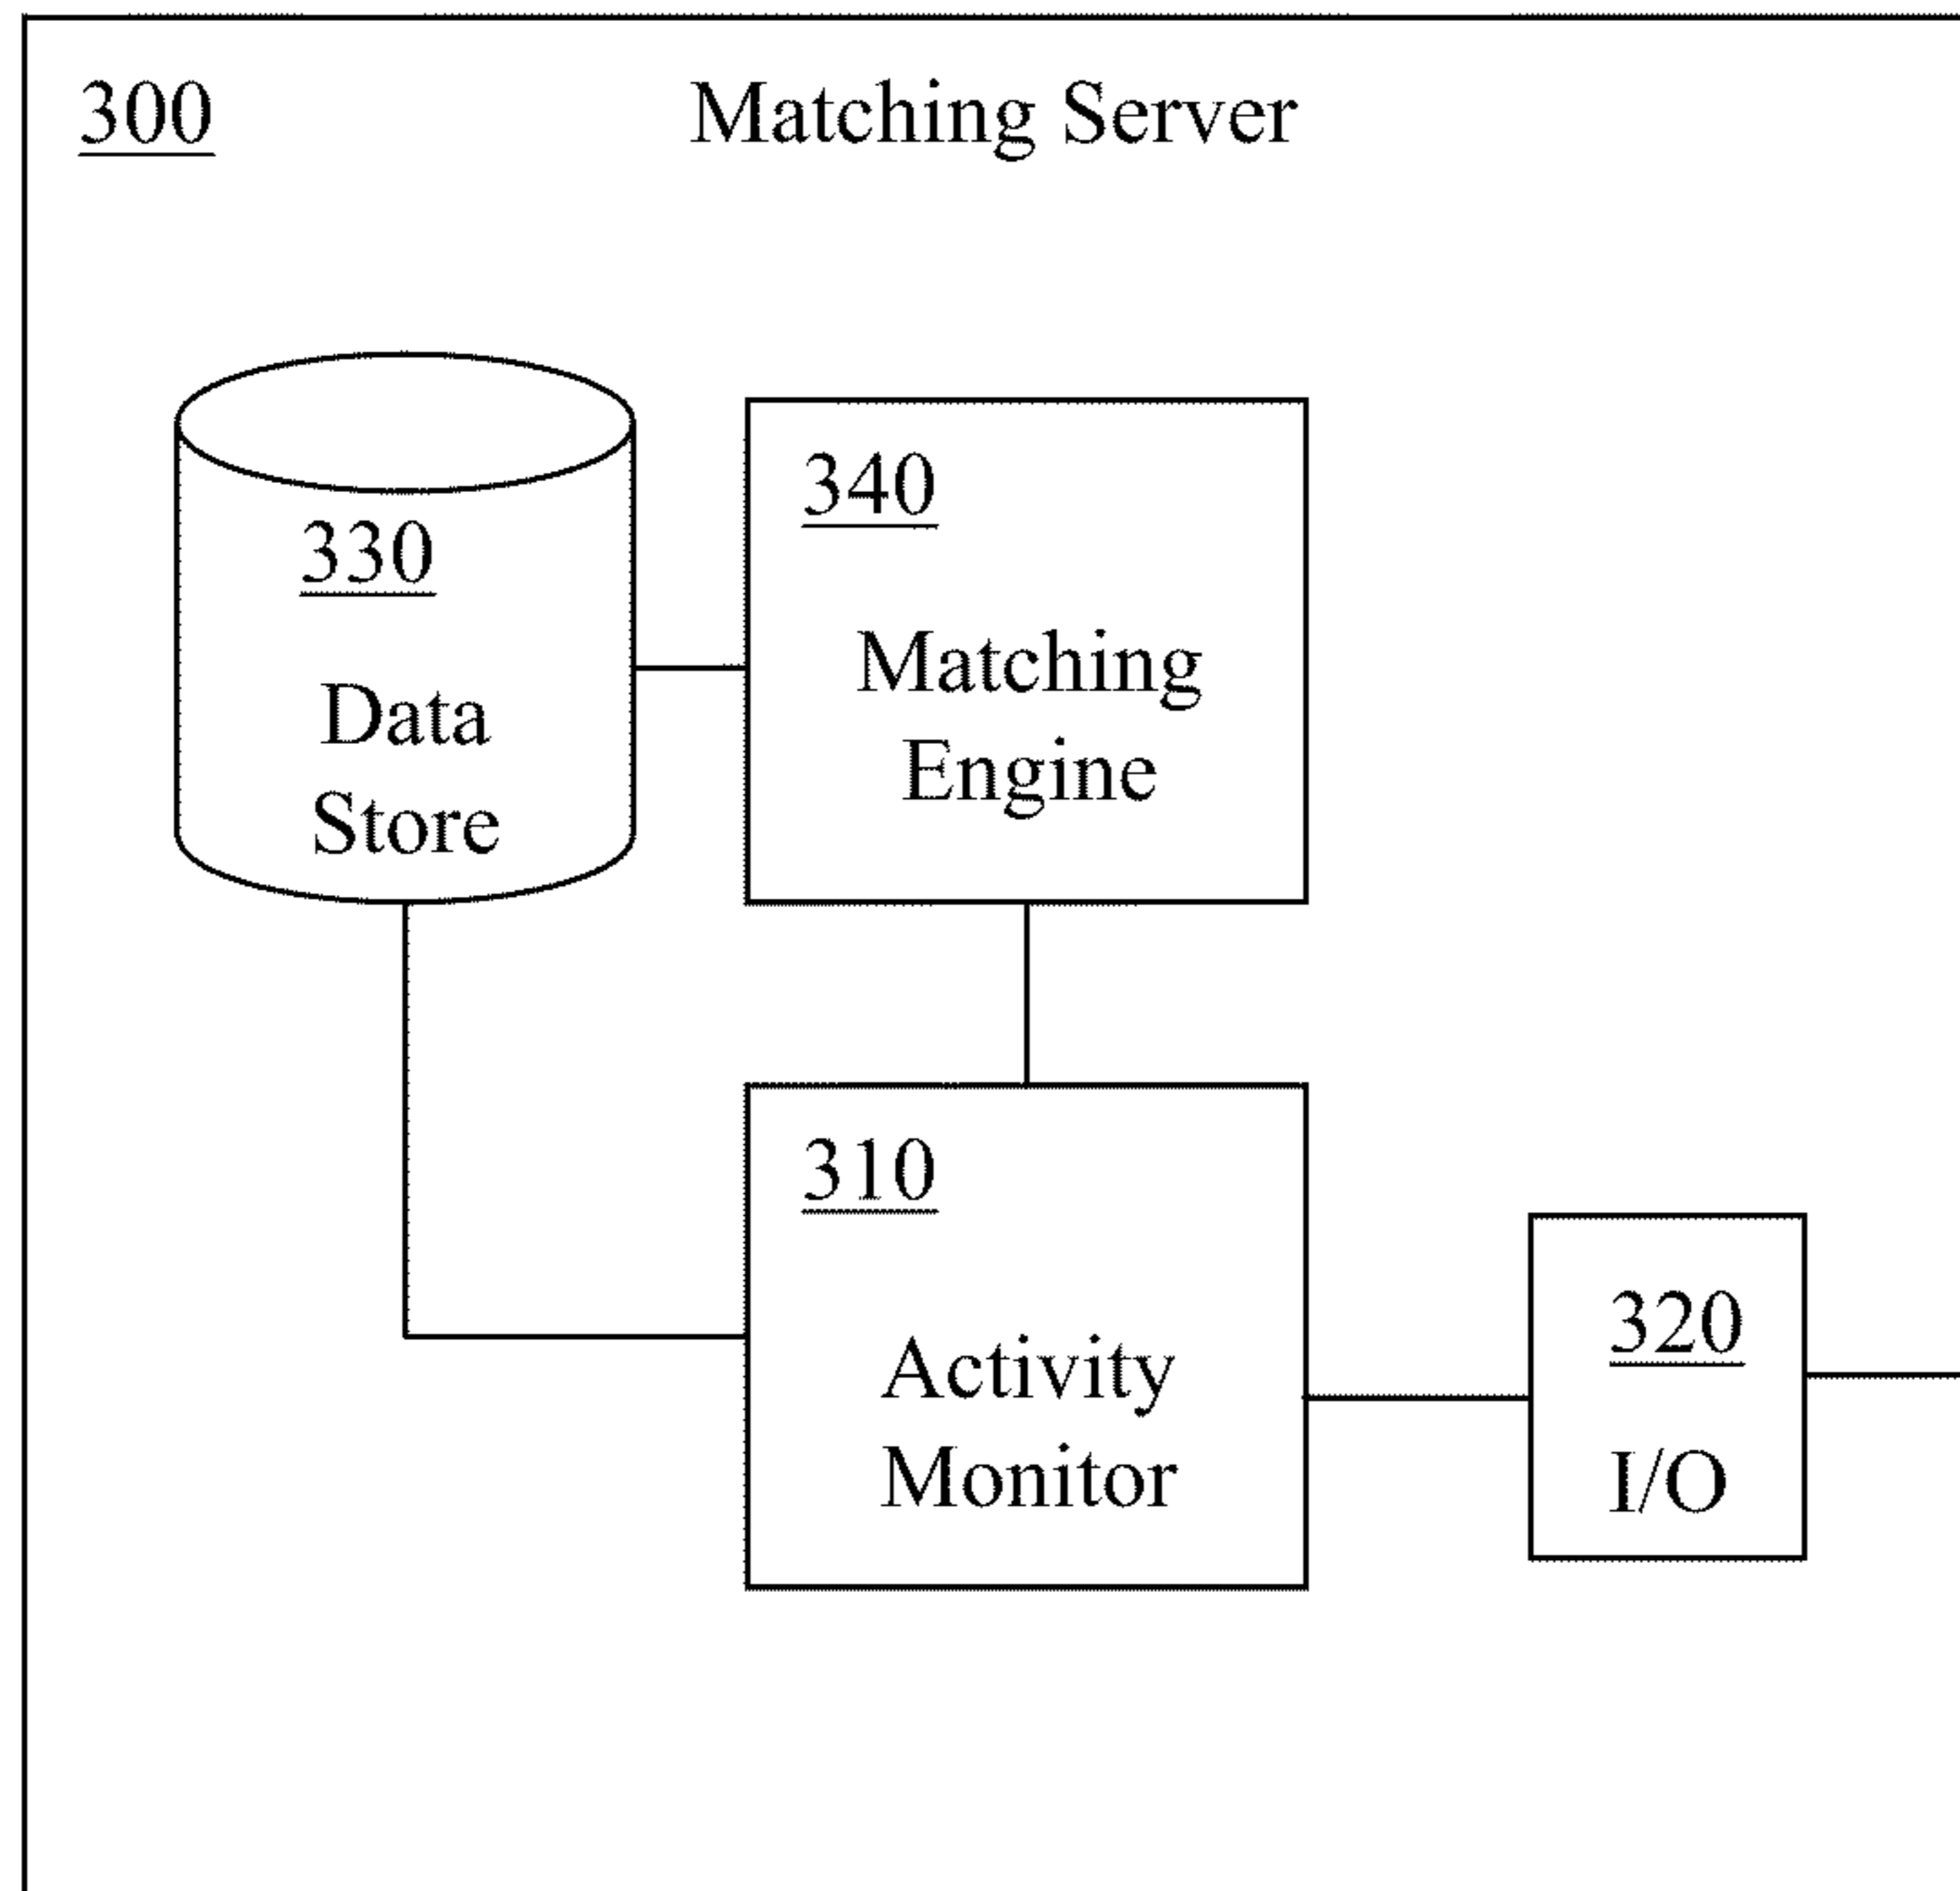 300
Matching Server
330
Data
Store
340
Matching
Engine
310
Activity
Monitor
320
I/O